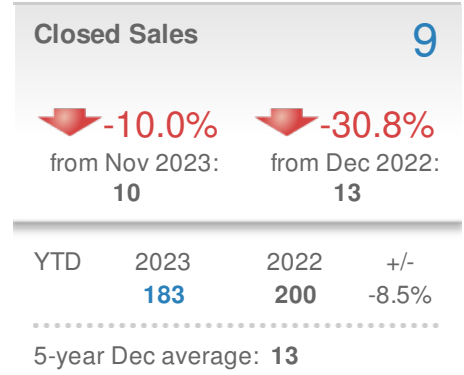 Closed Sales 9
-10.0% -30.8%
from Nov 2023: from Dec 2022:
10 13
YTD 2023 2022 +/-
183 200 -8.5%
5-year Dec average: 13